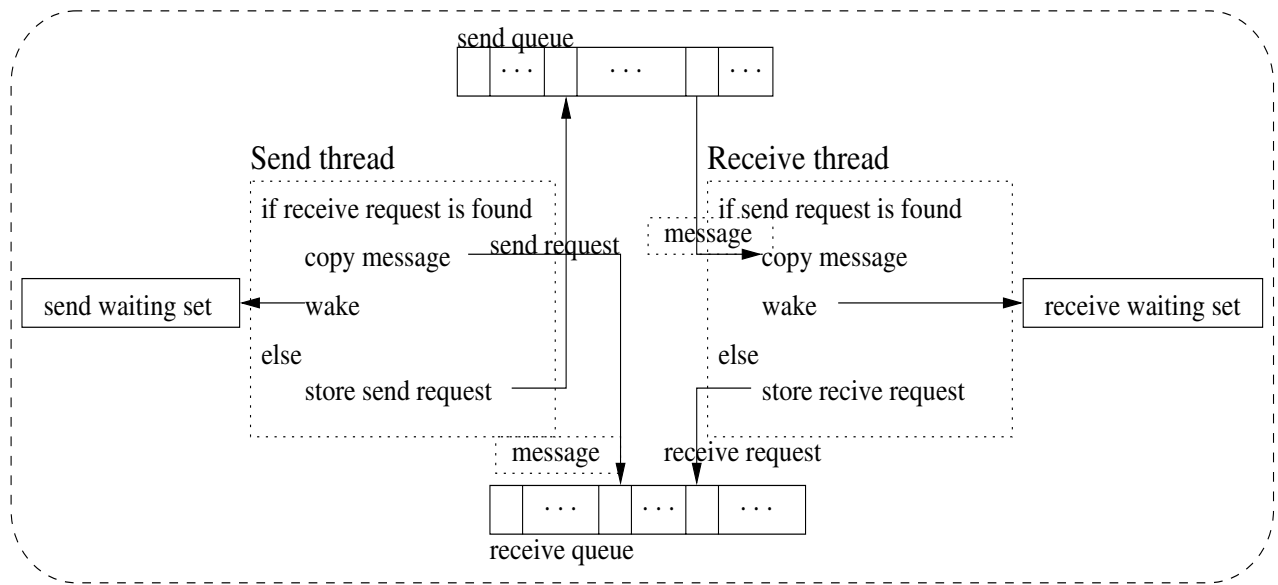 send queue
··· ··· ···
Send thread
Receive thread
if receive request is found
if send request is found
message
send request
copy message
copy message
send waiting set
wake
wake
receive waiting set
else
else
store send request
store recive request
message
receive request
··· ··· ···
receive queue